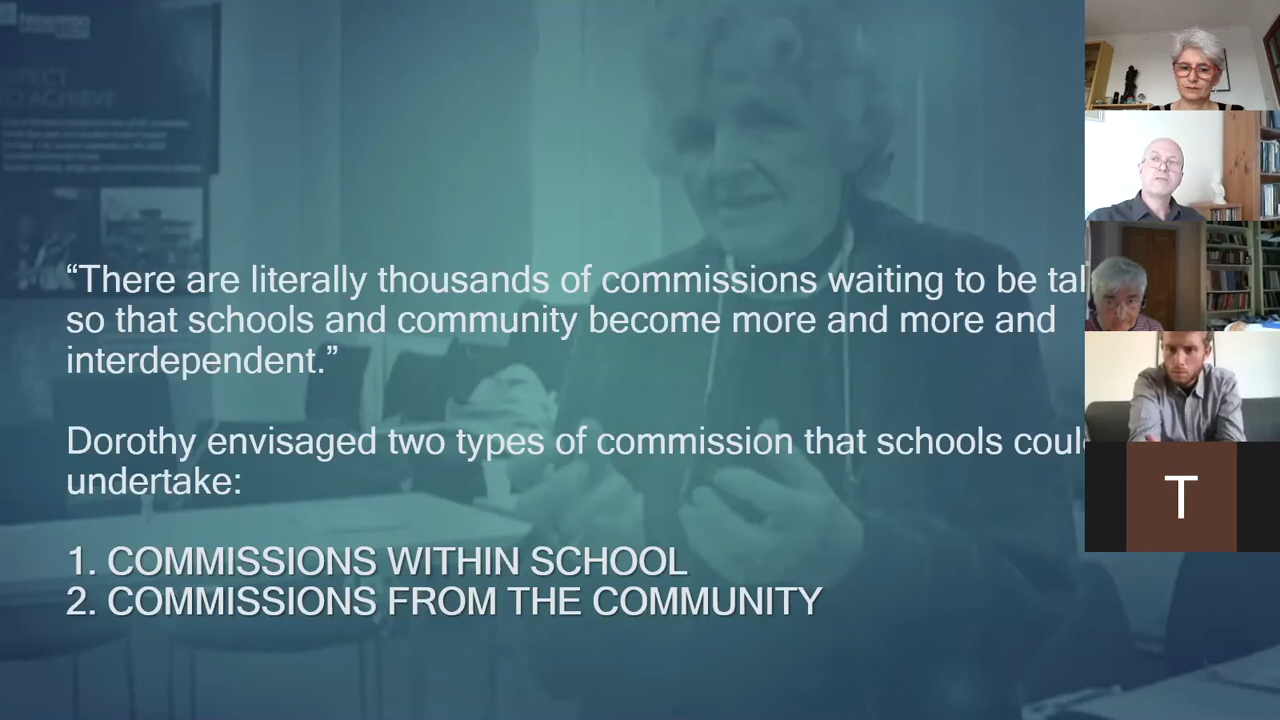 “There are literally thousands of commissions waiting to be
so that schools and community become more and more and
interdependent.”
Dorothy envisaged two types of commission that schools
undertake:
1. COMMISSIONS WITHIN SCHOOL
2. COMMISSIONS FROM THE COMMUNITY
T